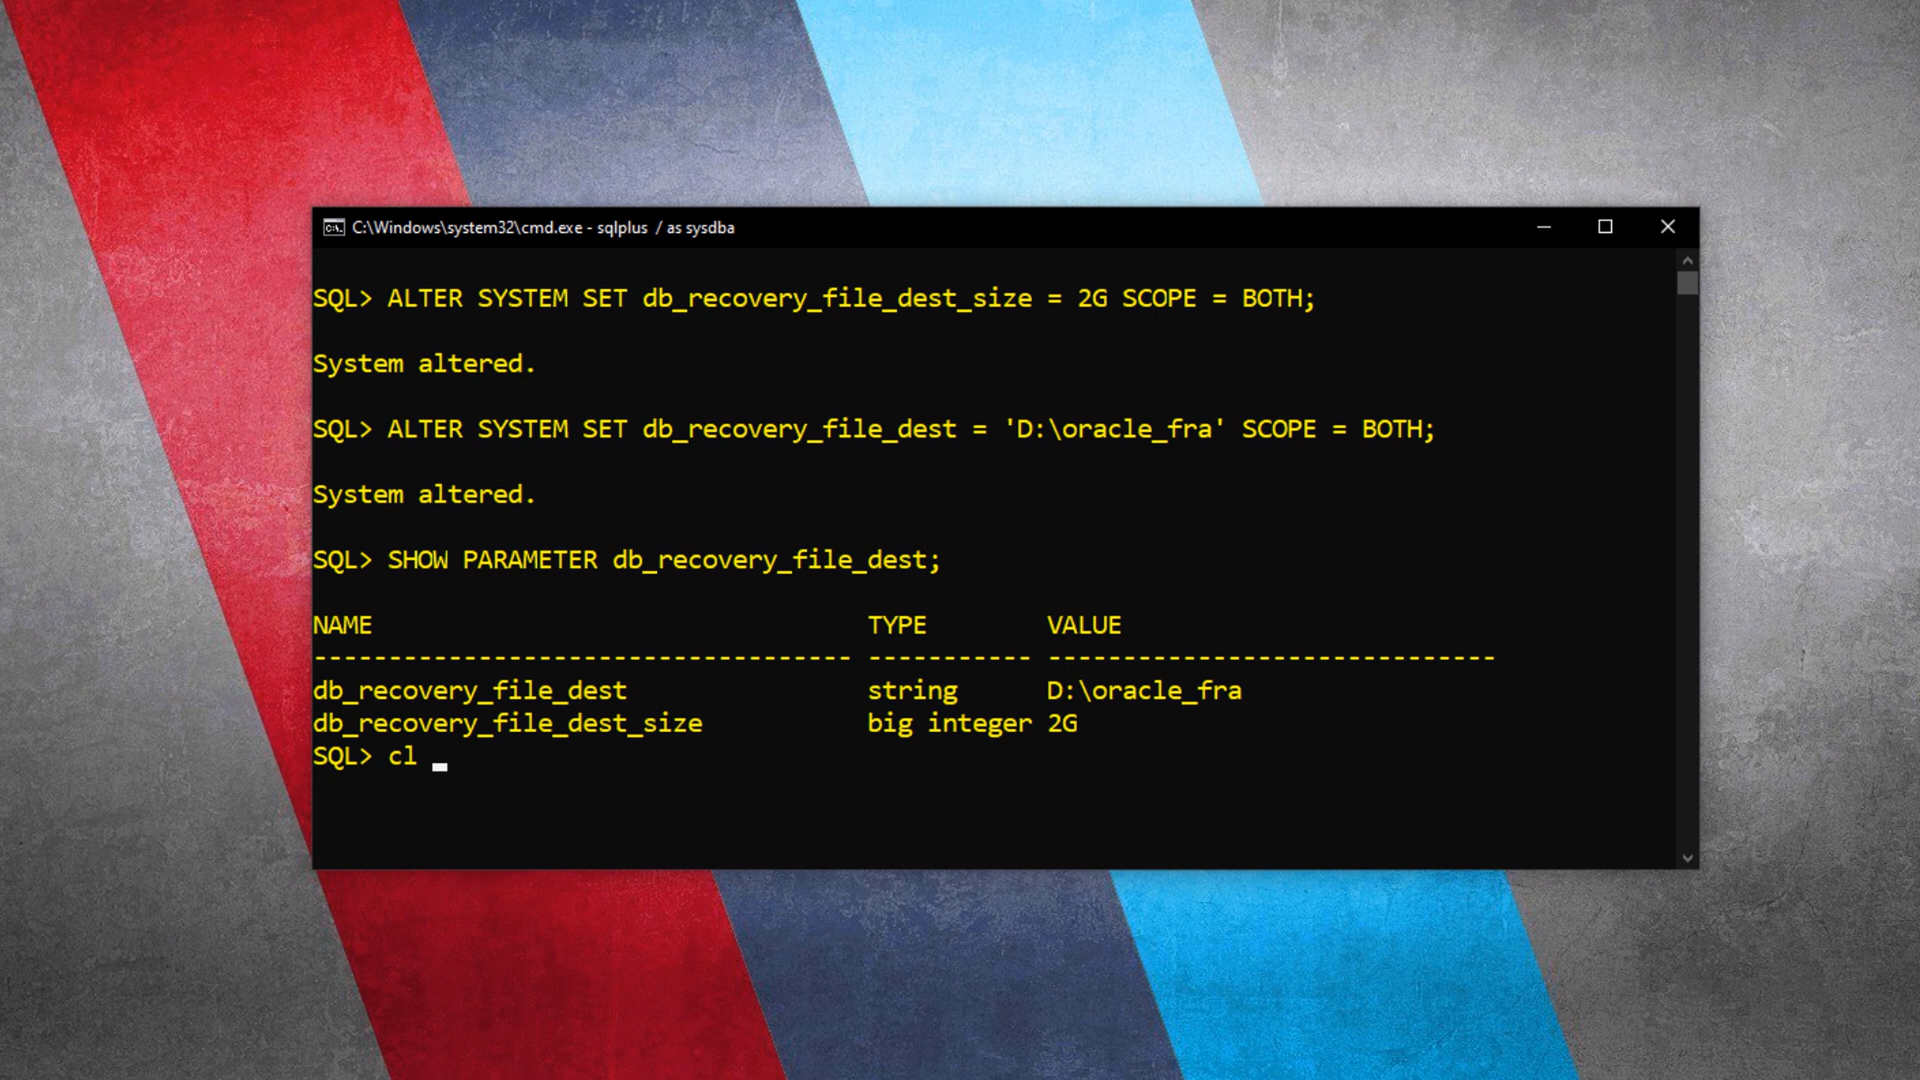 C:\Windows\system32\cmd.exe - sqlplus / as sysdba
SQL> ALTER SYSTEM SET db_recovery_file_dest_size = 2G SCOPE = BOTH;
System altered.
SQL> ALTER SYSTEM SET db_recovery_file_dest = 'D:\oracle_fra' SCOPE = BOTH;
System altered.
SQL> SHOW PARAMETER db_recovery_file_dest;
NAME                                 TYPE        VALUE
------------------------------------ ----------- ------------------------------
db_recovery_file_dest                string      D:\oracle_fra
db_recovery_file_dest_size           big integer 2G
SQL> cl